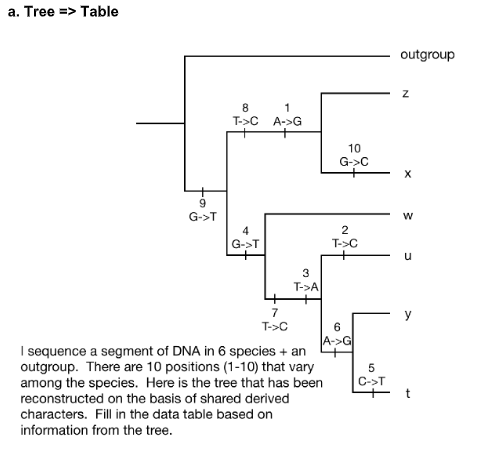 a. Tree => Table
outgroup
z
8
1
T->C
A->G
10
G->C
x
9
G->T
w
4
G->T
2
T->C
u
3
T->A
7
T->C
y
6
A->G
5
C->T
t
I sequence a segment of DNA in 6 species + an
outgroup. There are 10 positions (1-10) that vary
among the species. Here is the tree that has been
reconstructed on the basis of shared derived
characters. Fill in the data table based on
information from the tree.